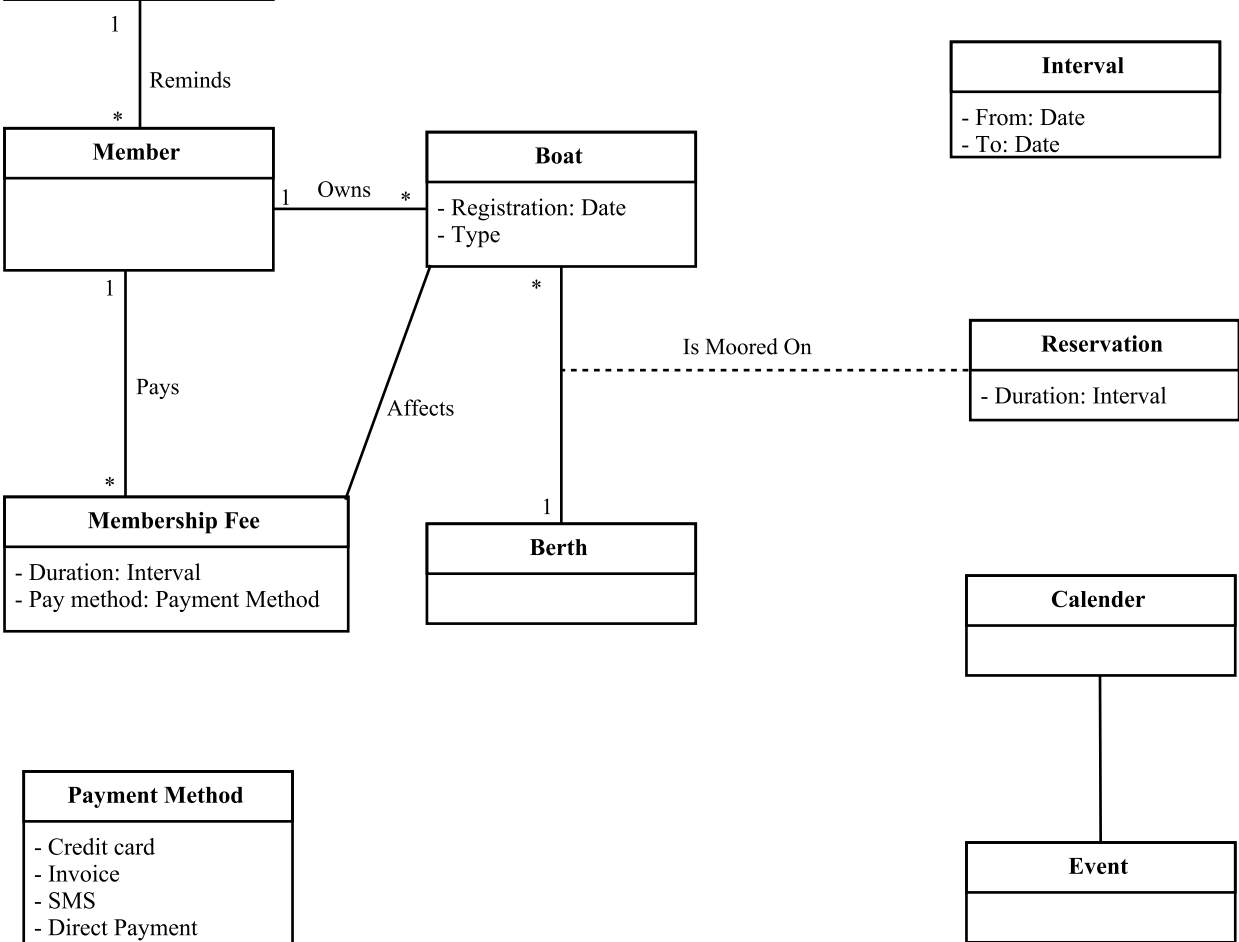 1
Reminds
*
Member
1
Owns
*
Boat
- Registration: Date
- Type
Interval
- From: Date
- To: Date
1
Pays
*
*
Is Moored On
Affects
1
Reservation
- Duration: Interval
Membership Fee
- Duration: Interval
- Pay method: Payment Method
Berth
Calender
Payment Method
- Credit card
- Invoice
- SMS
- Direct Payment
Event